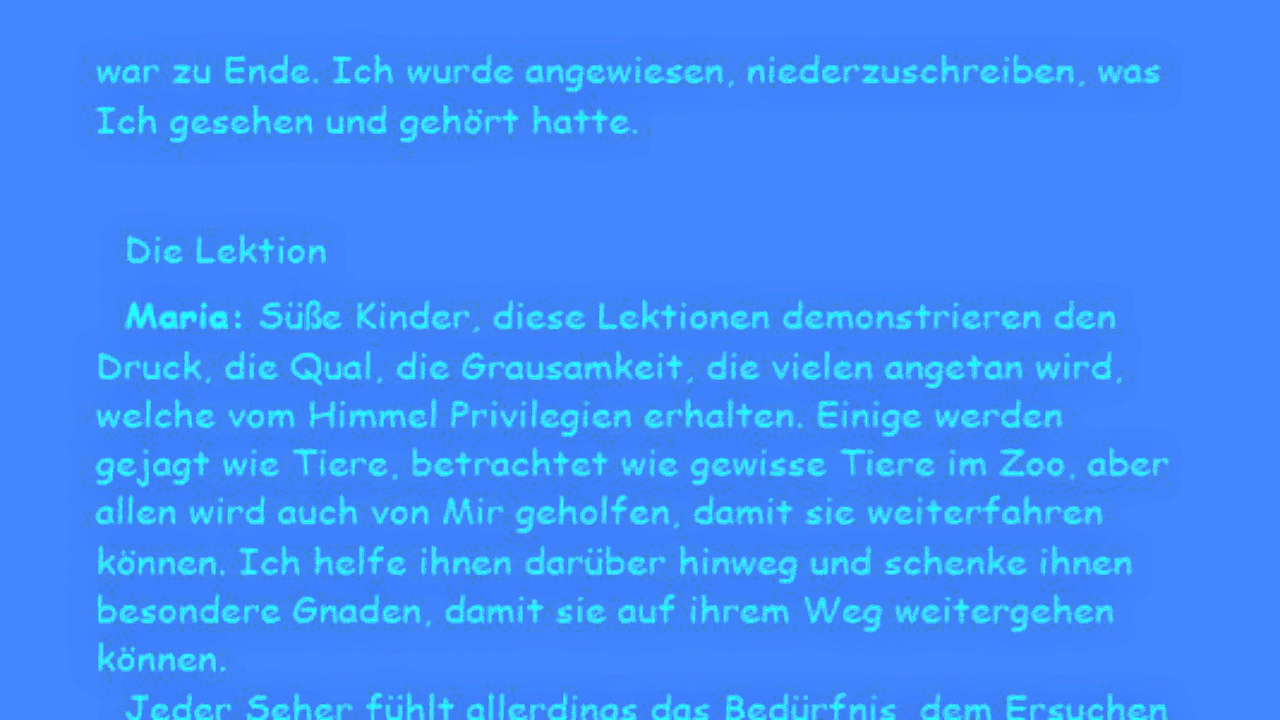 war zu Ende. Ich wurde angewiesen, niederzuschreiben, was
Ich gesehen und gehört hatte.
Die Lektion
Maria: Süße Kinder, diese Lektionen demonstrieren den
Druck, die Qual, die Grausamkeit, die vielen angetan wird,
welche vom Himmel Privilegien erhalten. Einige werden
gejagt wie Tiere, betrachtet wie gewisse Tiere im Zoo, aber
allen wird auch von Mir geholfen, damit sie weiterfahren
können. Ich helfe ihnen darüber hinweg und schenke ihnen
besondere Gnaden, damit sie auf ihrem Weg weitergehen
können.
Jeder Seher fühlt allerdings das Bedürfnis, dem Ersuchen